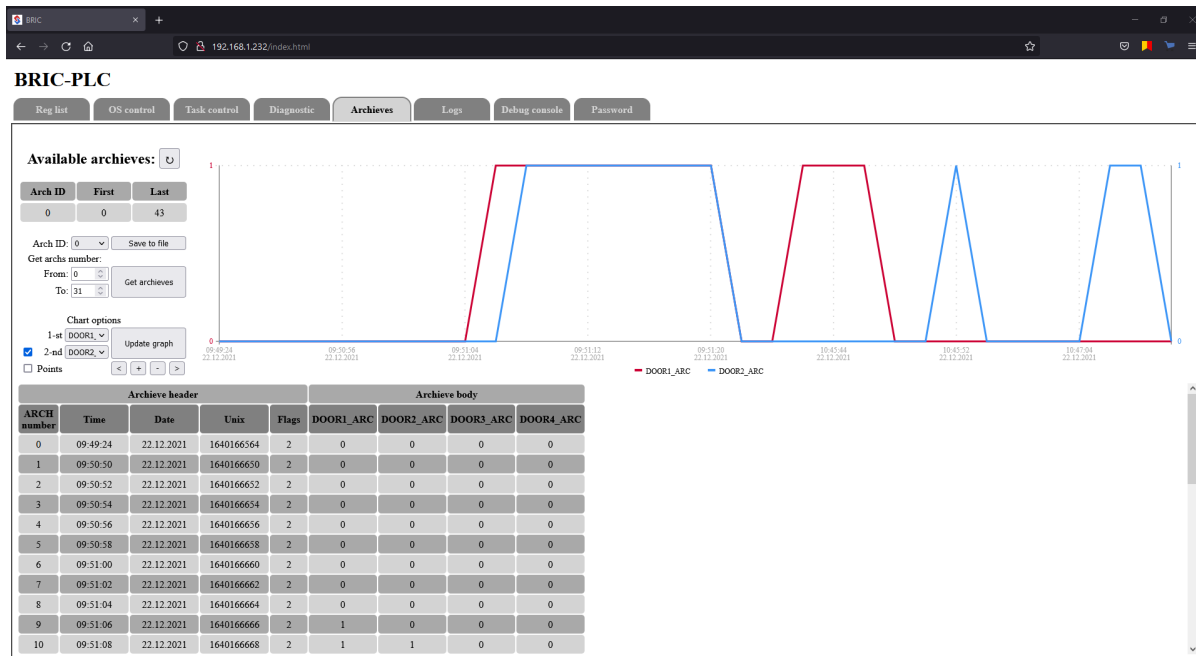 BRIC
192.168.1.232/index.html
BRIC-PLC
Reg list OS control Task control Diagnostic Archieves Logs Debug console Password
Available archieves:
Arch ID First Last
0 0 43
Arch ID: 0 Save to file
Get archs number:
From: 0
To: 31
Get archieves
Chart options
1-st DOOR1_
2-nd DOOR2_
Update graph
Points < + - >
1 1
0 0
09:49:24 09:50:56 09:51:04 09:51:12 09:51:20 10:45:44 10:45:52 10:47:04
22.12.2021 22.12.2021 22.12.2021 22.12.2021 22.12.2021 22.12.2021 22.12.2021 22.12.2021
DOOR1_ARC DOOR2_ARC
Archieve header Archieve body
ARCH number Time Date Unix Flags DOOR1_ARC DOOR2_ARC DOOR3_ARC DOOR4_ARC
0 09:49:24 22.12.2021 1640166564 2 0 0 0 0
1 09:50:50 22.12.2021 1640166650 2 0 0 0 0
2 09:50:52 22.12.2021 1640166652 2 0 0 0 0
3 09:50:54 22.12.2021 1640166654 2 0 0 0 0
4 09:50:56 22.12.2021 1640166656 2 0 0 0 0
5 09:50:58 22.12.2021 1640166658 2 0 0 0 0
6 09:51:00 22.12.2021 1640166660 2 0 0 0 0
7 09:51:02 22.12.2021 1640166662 2 0 0 0 0
8 09:51:04 22.12.2021 1640166664 2 0 0 0 0
9 09:51:06 22.12.2021 1640166666 2 1 0 0 0
10 09:51:08 22.12.2021 1640166668 2 1 1 0 0